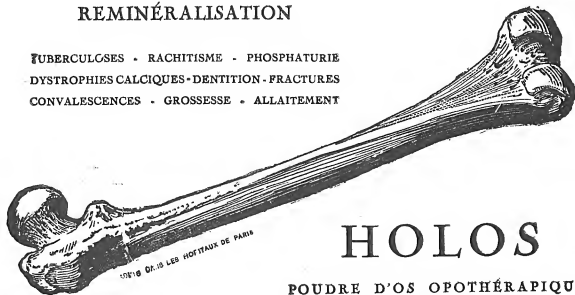 REMINÉRALISATION
TUBERCULOSES - RACHITISME - PHOSPHATURIE
DYSTROPHIES CALCIQUES - DENTITION - FRACTURES
CONVALESCENCES - GROSSESSE - ALLAITEMENT
LES HOPITAUX DE PARIS
HOLOS
POUDRE D'OS OPOTHÉRAPIQU